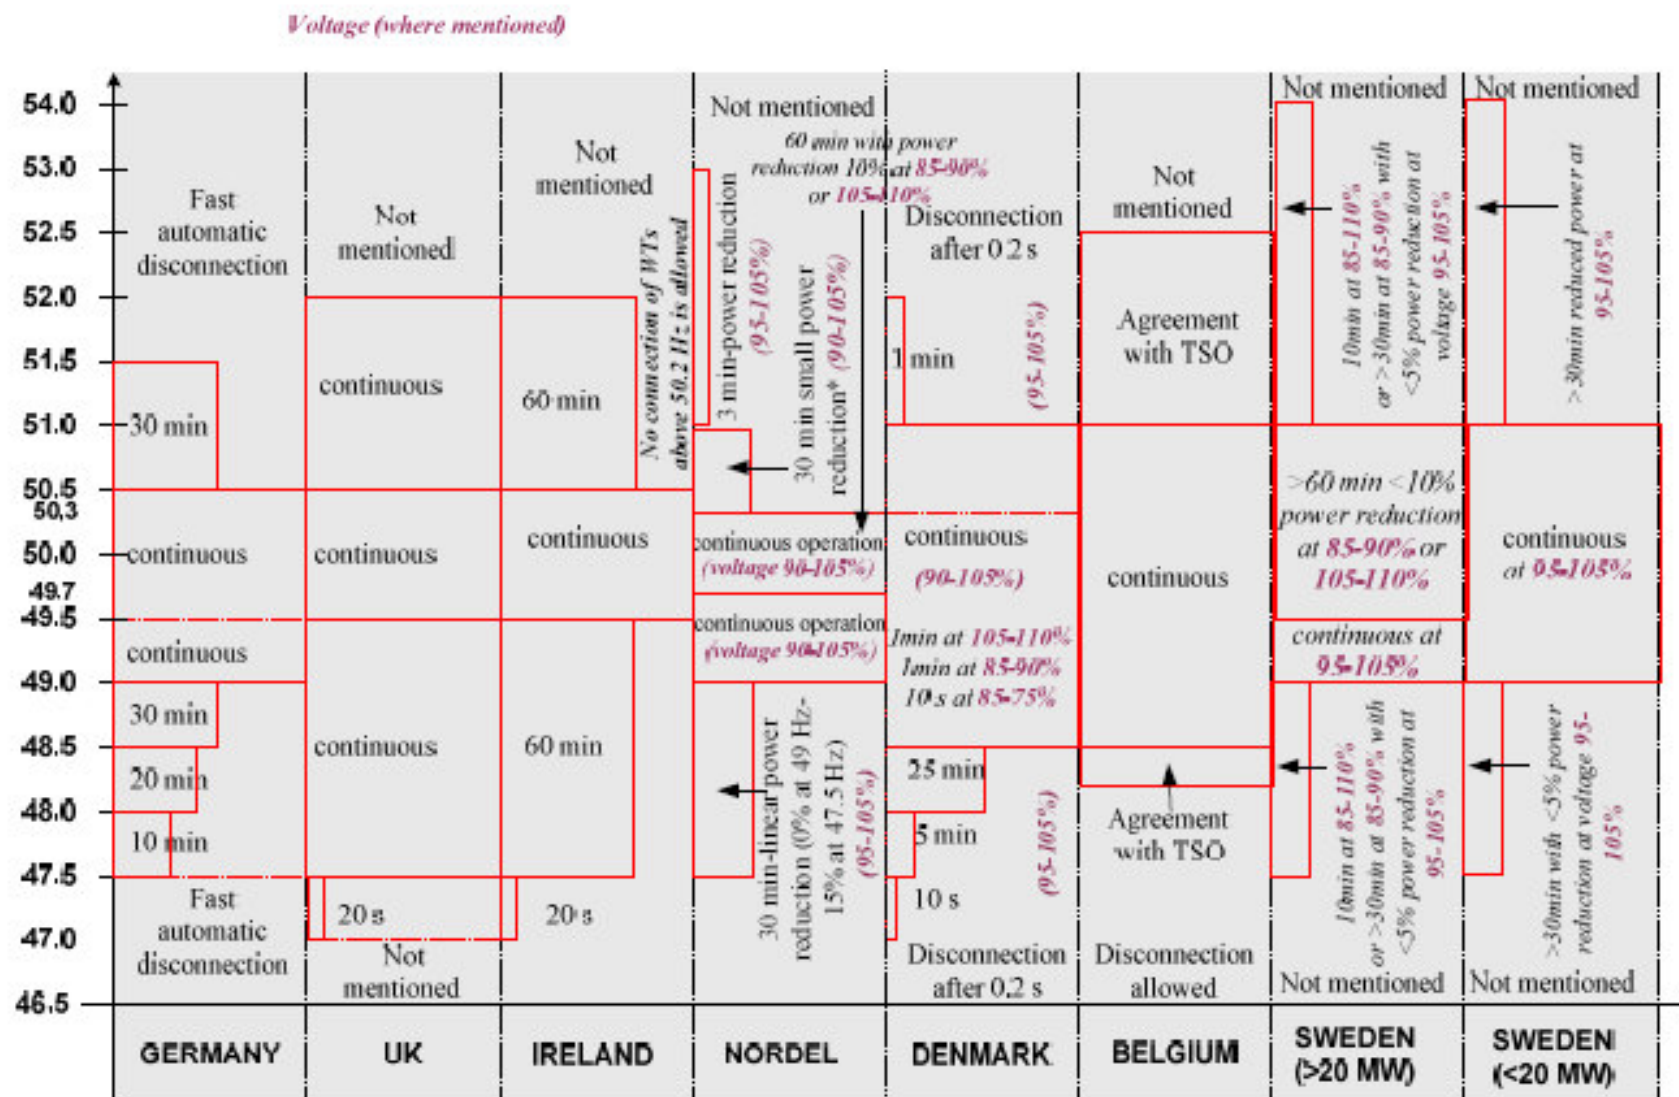 Voltage (where mentioned)
54.0
53.0
52.5
52.0
51.5
51.0
50.5
50.3
50.0
49.7
49.5
49.0
48.5
48.0
47.5
47.0
46.5
Fast
automatic
disconnection
30 min
continuous
continuous
30 min
20 min
10 min
Fast
automatic
disconnection
GERMANY
Not
mentioned
continuous
continuous
continuous
20 s
Not
mentioned
UK
Not
mentioned
No connection of WTs
above 50.2 Hz is allowed
60 min
continuous
60 min
20 s
IRELAND
Not mentioned
60 min with power
reduction 10% at 85-90%
or 105-110%
3 min-power reduction
(95-105%)
30 min small power
reduction* (90-105%)
continuous operation
(voltage 90-105%)
continuous operation
(voltage 90-105%)
30 min-linear power
reduction (0% at 49 Hz-
15% at 47.5 Hz)
(95-105%)
NORDEL
Disconnection
after 0.2 s
1 min
(95-105%)
continuous
(90-105%)
1min at 105-110%
1min at 85-90%
10 s at 85-75%
25 min
5 min
10 s
(95-105%)
Disconnection
after 0.2 s
DENMARK
Not
mentioned
Agreement
with TSO
continuous
Agreement
with TSO
Disconnection
allowed
BELGIUM
Not mentioned
10min at 85-110%
or >30min at 85-90% with
<5% power reduction at
voltage 95-105%
>60 min <10%
power reduction
at 85-90% or
105-110%
continuous at
95-105%
10min at 85-110%
or >30min at 85-90% with
<5% power reduction at
95-105%
Not mentioned
SWEDEN
(>20 MW)
Not mentioned
>30min reduced power at
95-105%
continuous
at 95-105%
>30min with <5% power
reduction at voltage 95-
105%
Not mentioned
SWEDEN
(<20 MW)